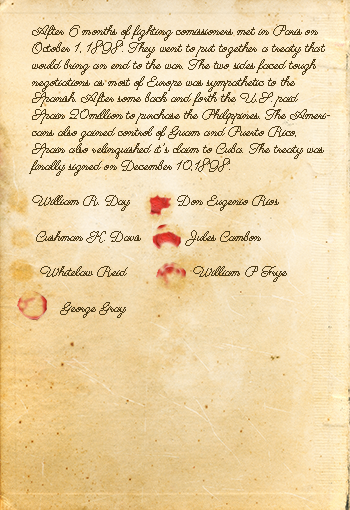 After 6 months of fighting comissioners met in Paris on
October 1, 1898. They went to put together a treaty that
would bring an end to the war. The two sides faced tough
negotiations as most of Europe was sympathetic to the
Spanish. After some back and forth the U.S. paid
Spain 20million to purchase the Philippines. The Ameri-
cans also gained control of Guam and Puerto Rico,
Spain also relinquished it's claim to Cuba. The treaty was
finally signed on December 10,1898.
William R. Day Don Eugenio Rios
Cushman K. Davis Jules Cambon
Whitelaw Reid William P Frye
George Gray